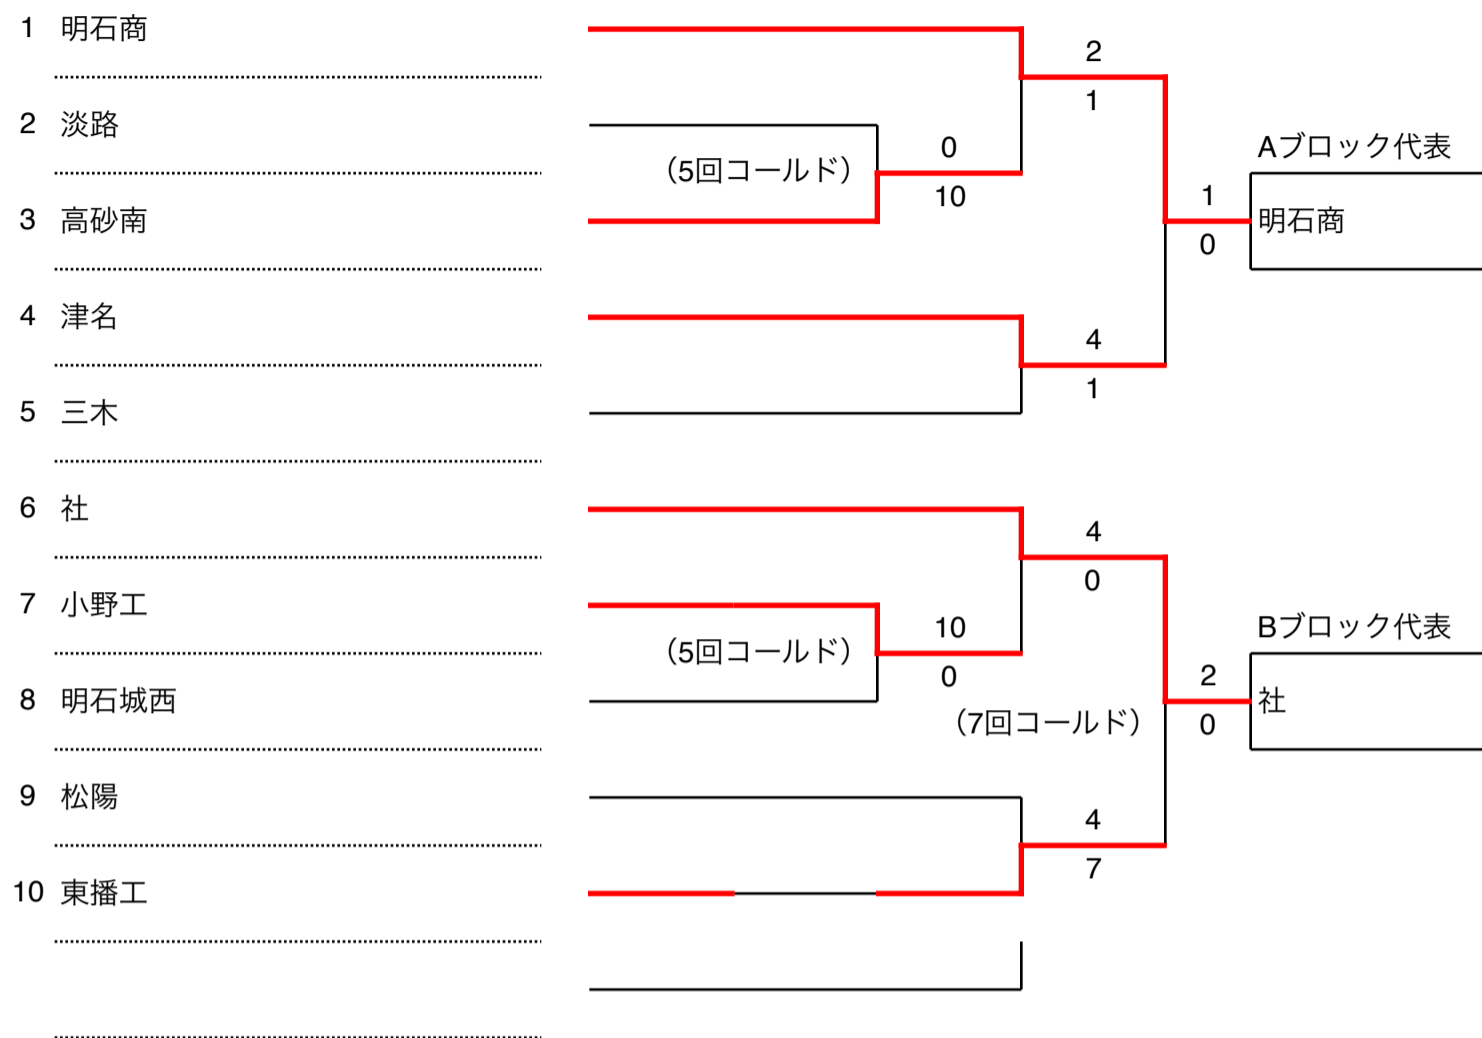 1 明石商
2
1
2 淡路
0
Aブロック代表
（5回コールド）
10
1
3 高砂南
明石商
0
4 津名
4
1
5 三木
6 社
4
0
7 小野工
10
Bブロック代表
（5回コールド）
0
2
8 明石城西
社
（7回コールド）
0
9 松陽
4
7
10 東播工